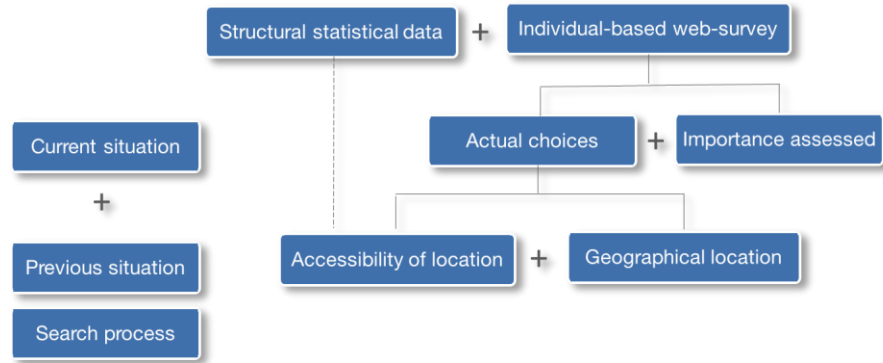 Structural statistical data + Individual-based web-survey
Actual choices + Importance assessed
Current situation
+
Accessibility of location + Geographical location
Previous situation
Search process